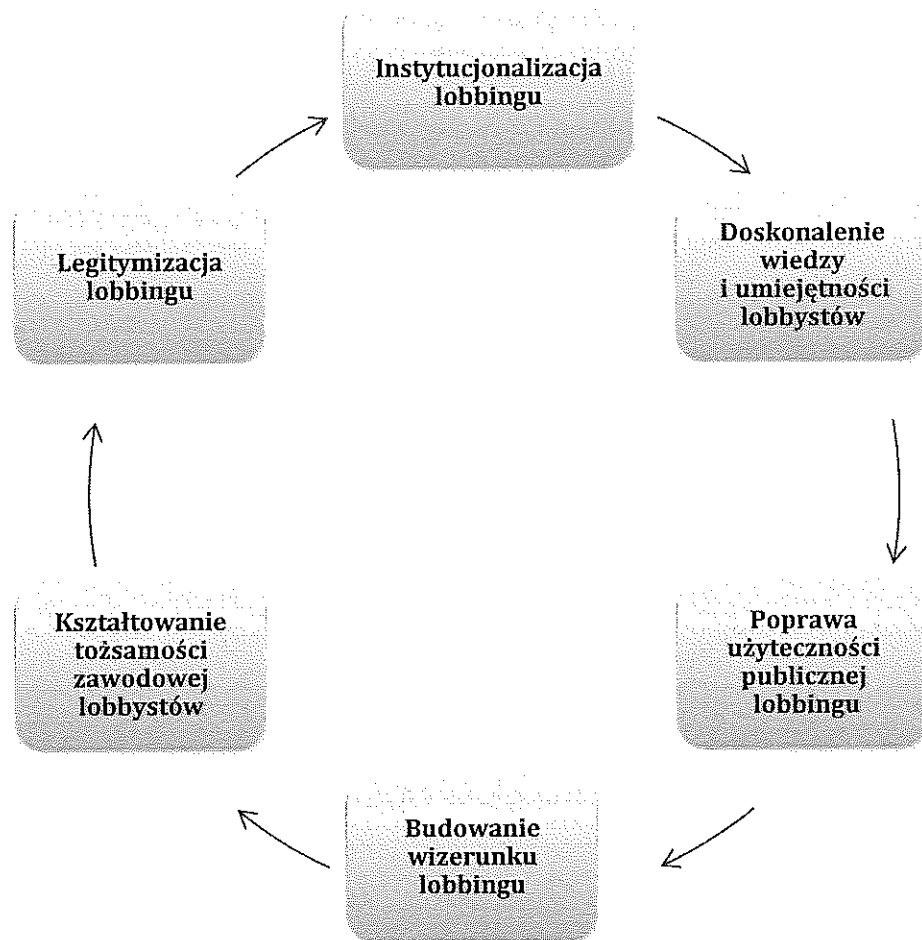 Instytucjonalizacja
lobbingu
Doskonalenie
wiedzy
i umiejętności
lobbystów
Poprawa
użyteczności
publicznej
lobbingu
Budowanie
wizerunku
lobbingu
Kształtowanie
tożsamości
zawodowej
lobbystów
Legitymizacja
lobbingu